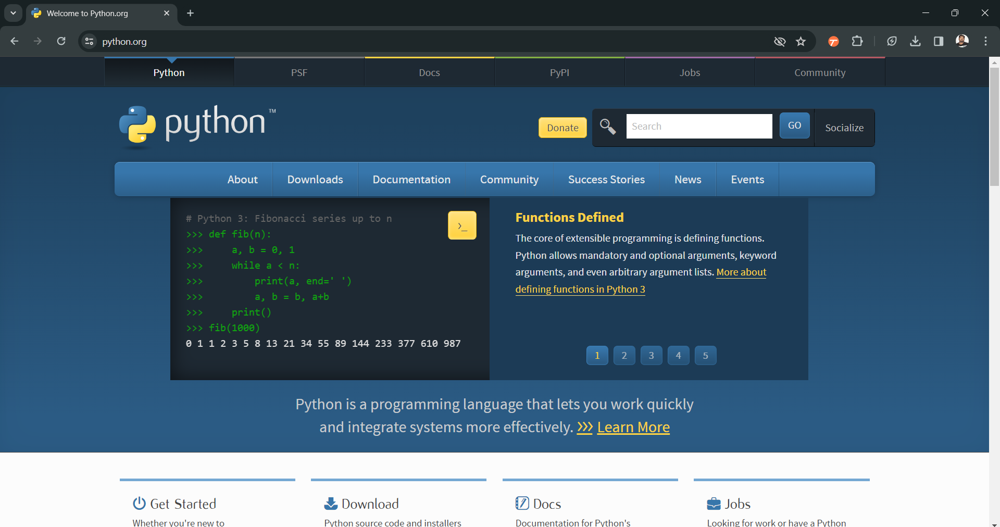 Welcome to Python.org
python.org
Python
PSF
Docs
PyPI
Jobs
Community
python™
Donate
Search
GO
Socialize
About
Downloads
Documentation
Community
Success Stories
News
Events
# Python 3: Fibonacci series up to n
>>> def fib(n):
>>>     a, b = 0, 1
>>>     while a < n:
>>>         print(a, end=' ')
>>>         a, b = b, a+b
>>>     print()
>>> fib(1000)
0 1 1 2 3 5 8 13 21 34 55 89 144 233 377 610 987
>_
Functions Defined
The core of extensible programming is defining functions.
Python allows mandatory and optional arguments, keyword
arguments, and even arbitrary argument lists. More about
defining functions in Python 3
1
2
3
4
5
Python is a programming language that lets you work quickly
and integrate systems more effectively. >>> Learn More
Get Started
Whether you're new to
Download
Python source code and installers
Docs
Documentation for Python's
Jobs
Looking for work or have a Python